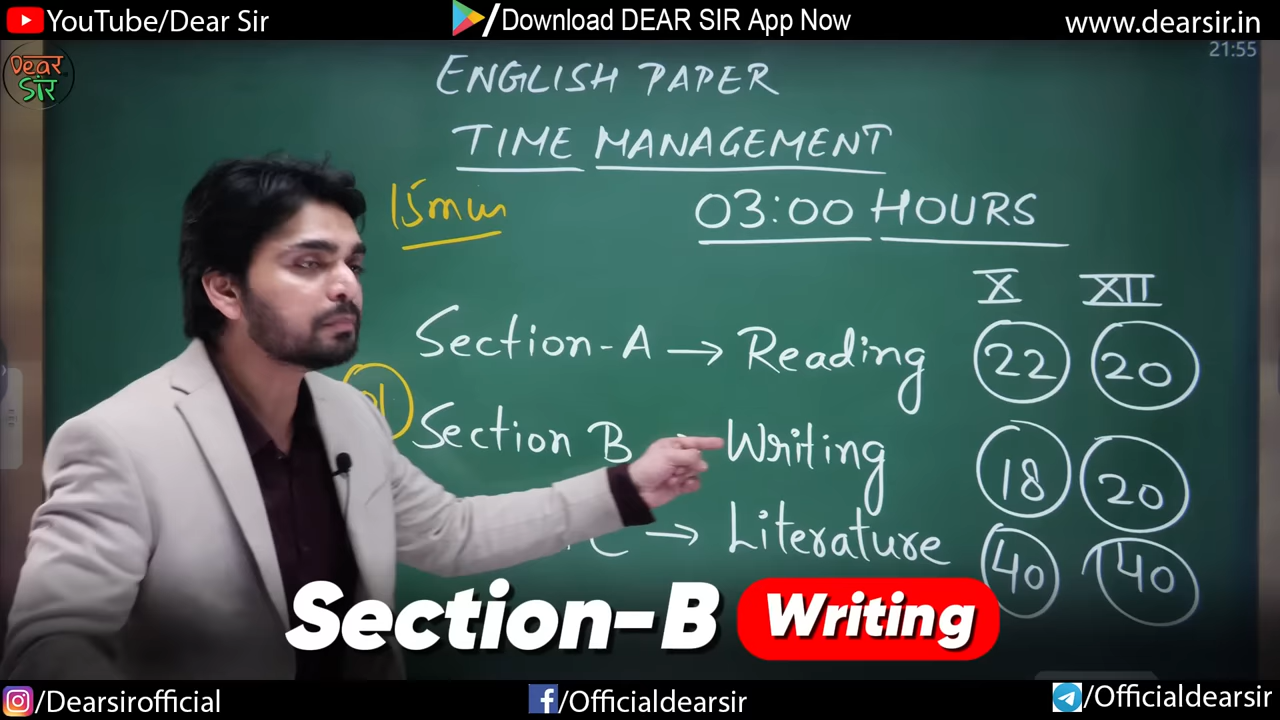 YouTube/Dear Sir
/Download DEAR SIR App Now
www.dearsir.in
21:55
Dear
Sir
ENGLISH PAPER
TIME MANAGEMENT
15min
03:00 HOURS
X XII
Section-A → Reading 22 20
Section B → Writing 18 20
C → Literature 40 40
Section-B Writing
/Dearsirofficial
/Officialdearsir
/Officialdearsir